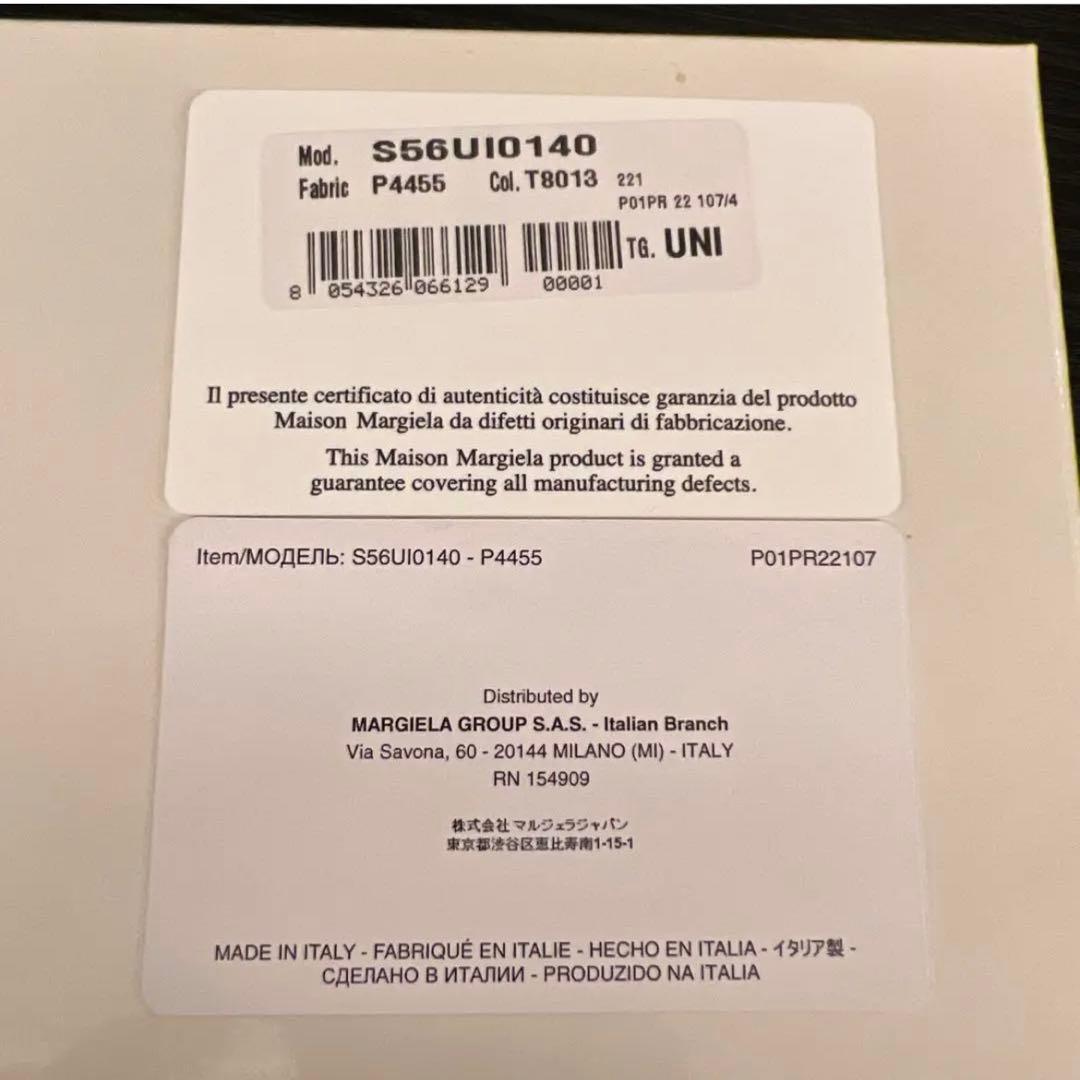 Mod. S56UI0140
Fabric P4455 Col. T8013 221
P01PR 22 107/4
TG. UNI
8 054326 066129 00001
Il presente certificato di autenticità costituisce garanzia del prodotto
Maison Margiela da difetti originari di fabbricazione.
This Maison Margiela product is granted a
guarantee covering all manufacturing defects.
Item/МОДЕЛЬ: S56UI0140 - P4455 P01PR22107
Distributed by
MARGIELA GROUP S.A.S. - Italian Branch
Via Savona, 60 - 20144 MILANO (MI) - ITALY
RN 154909
株式会社マルジェラジャパン
東京都渋谷区恵比寿南1-15-1
MADE IN ITALY - FABRIQUÉ EN ITALIE - HECHO EN ITALIA - イタリア製 -
СДЕЛАНО В ИТАЛИИ - PRODUZIDO NA ITALIA